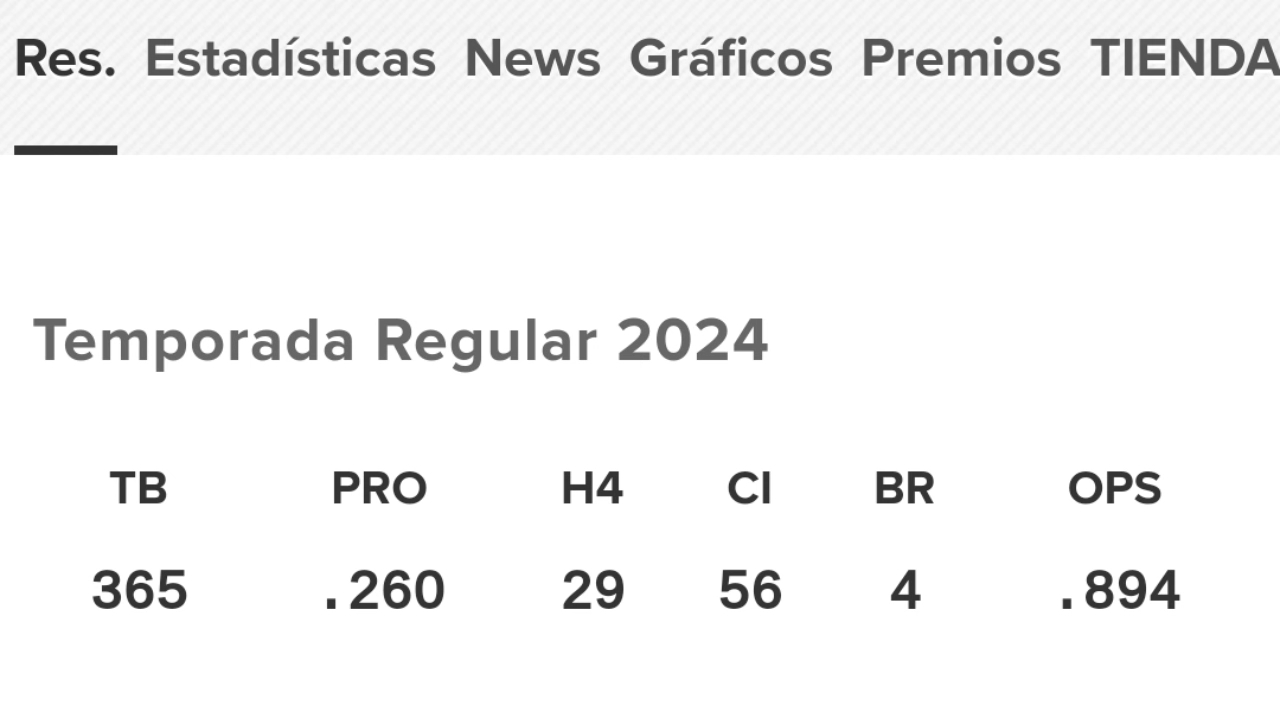 Res. Estadísticas News Gráficos Premios TIENDA
Temporada Regular 2024
TB PRO H4 CI BR OPS
365 .260 29 56 4 .894